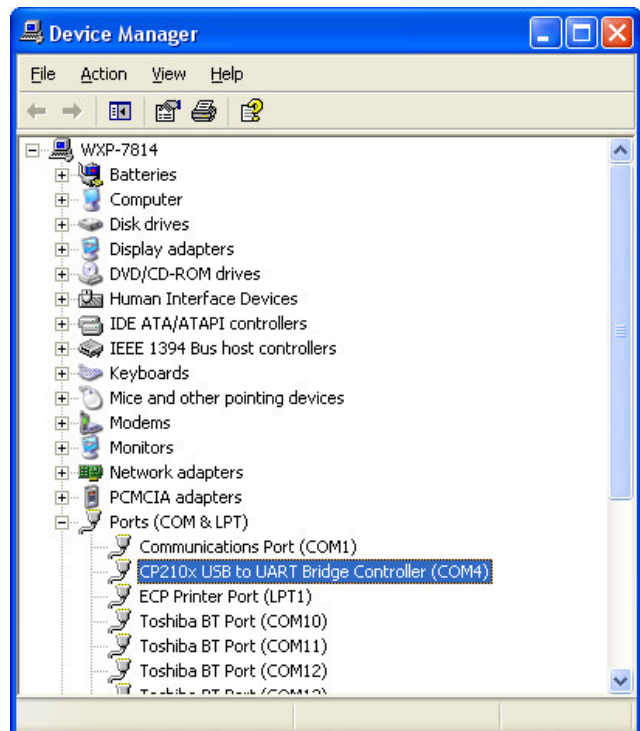 Device Manager
File Action View Help
WXP-7814
Batteries
Computer
Disk drives
Display adapters
DVD/CD-ROM drives
Human Interface Devices
IDE ATA/ATAPI controllers
IEEE 1394 Bus host controllers
Keyboards
Mice and other pointing devices
Modems
Monitors
Network adapters
PCMCIA adapters
Ports (COM & LPT)
Communications Port (COM1)
CP210x USB to UART Bridge Controller (COM4)
ECP Printer Port (LPT1)
Toshiba BT Port (COM10)
Toshiba BT Port (COM11)
Toshiba BT Port (COM12)
Toshiba BT Port